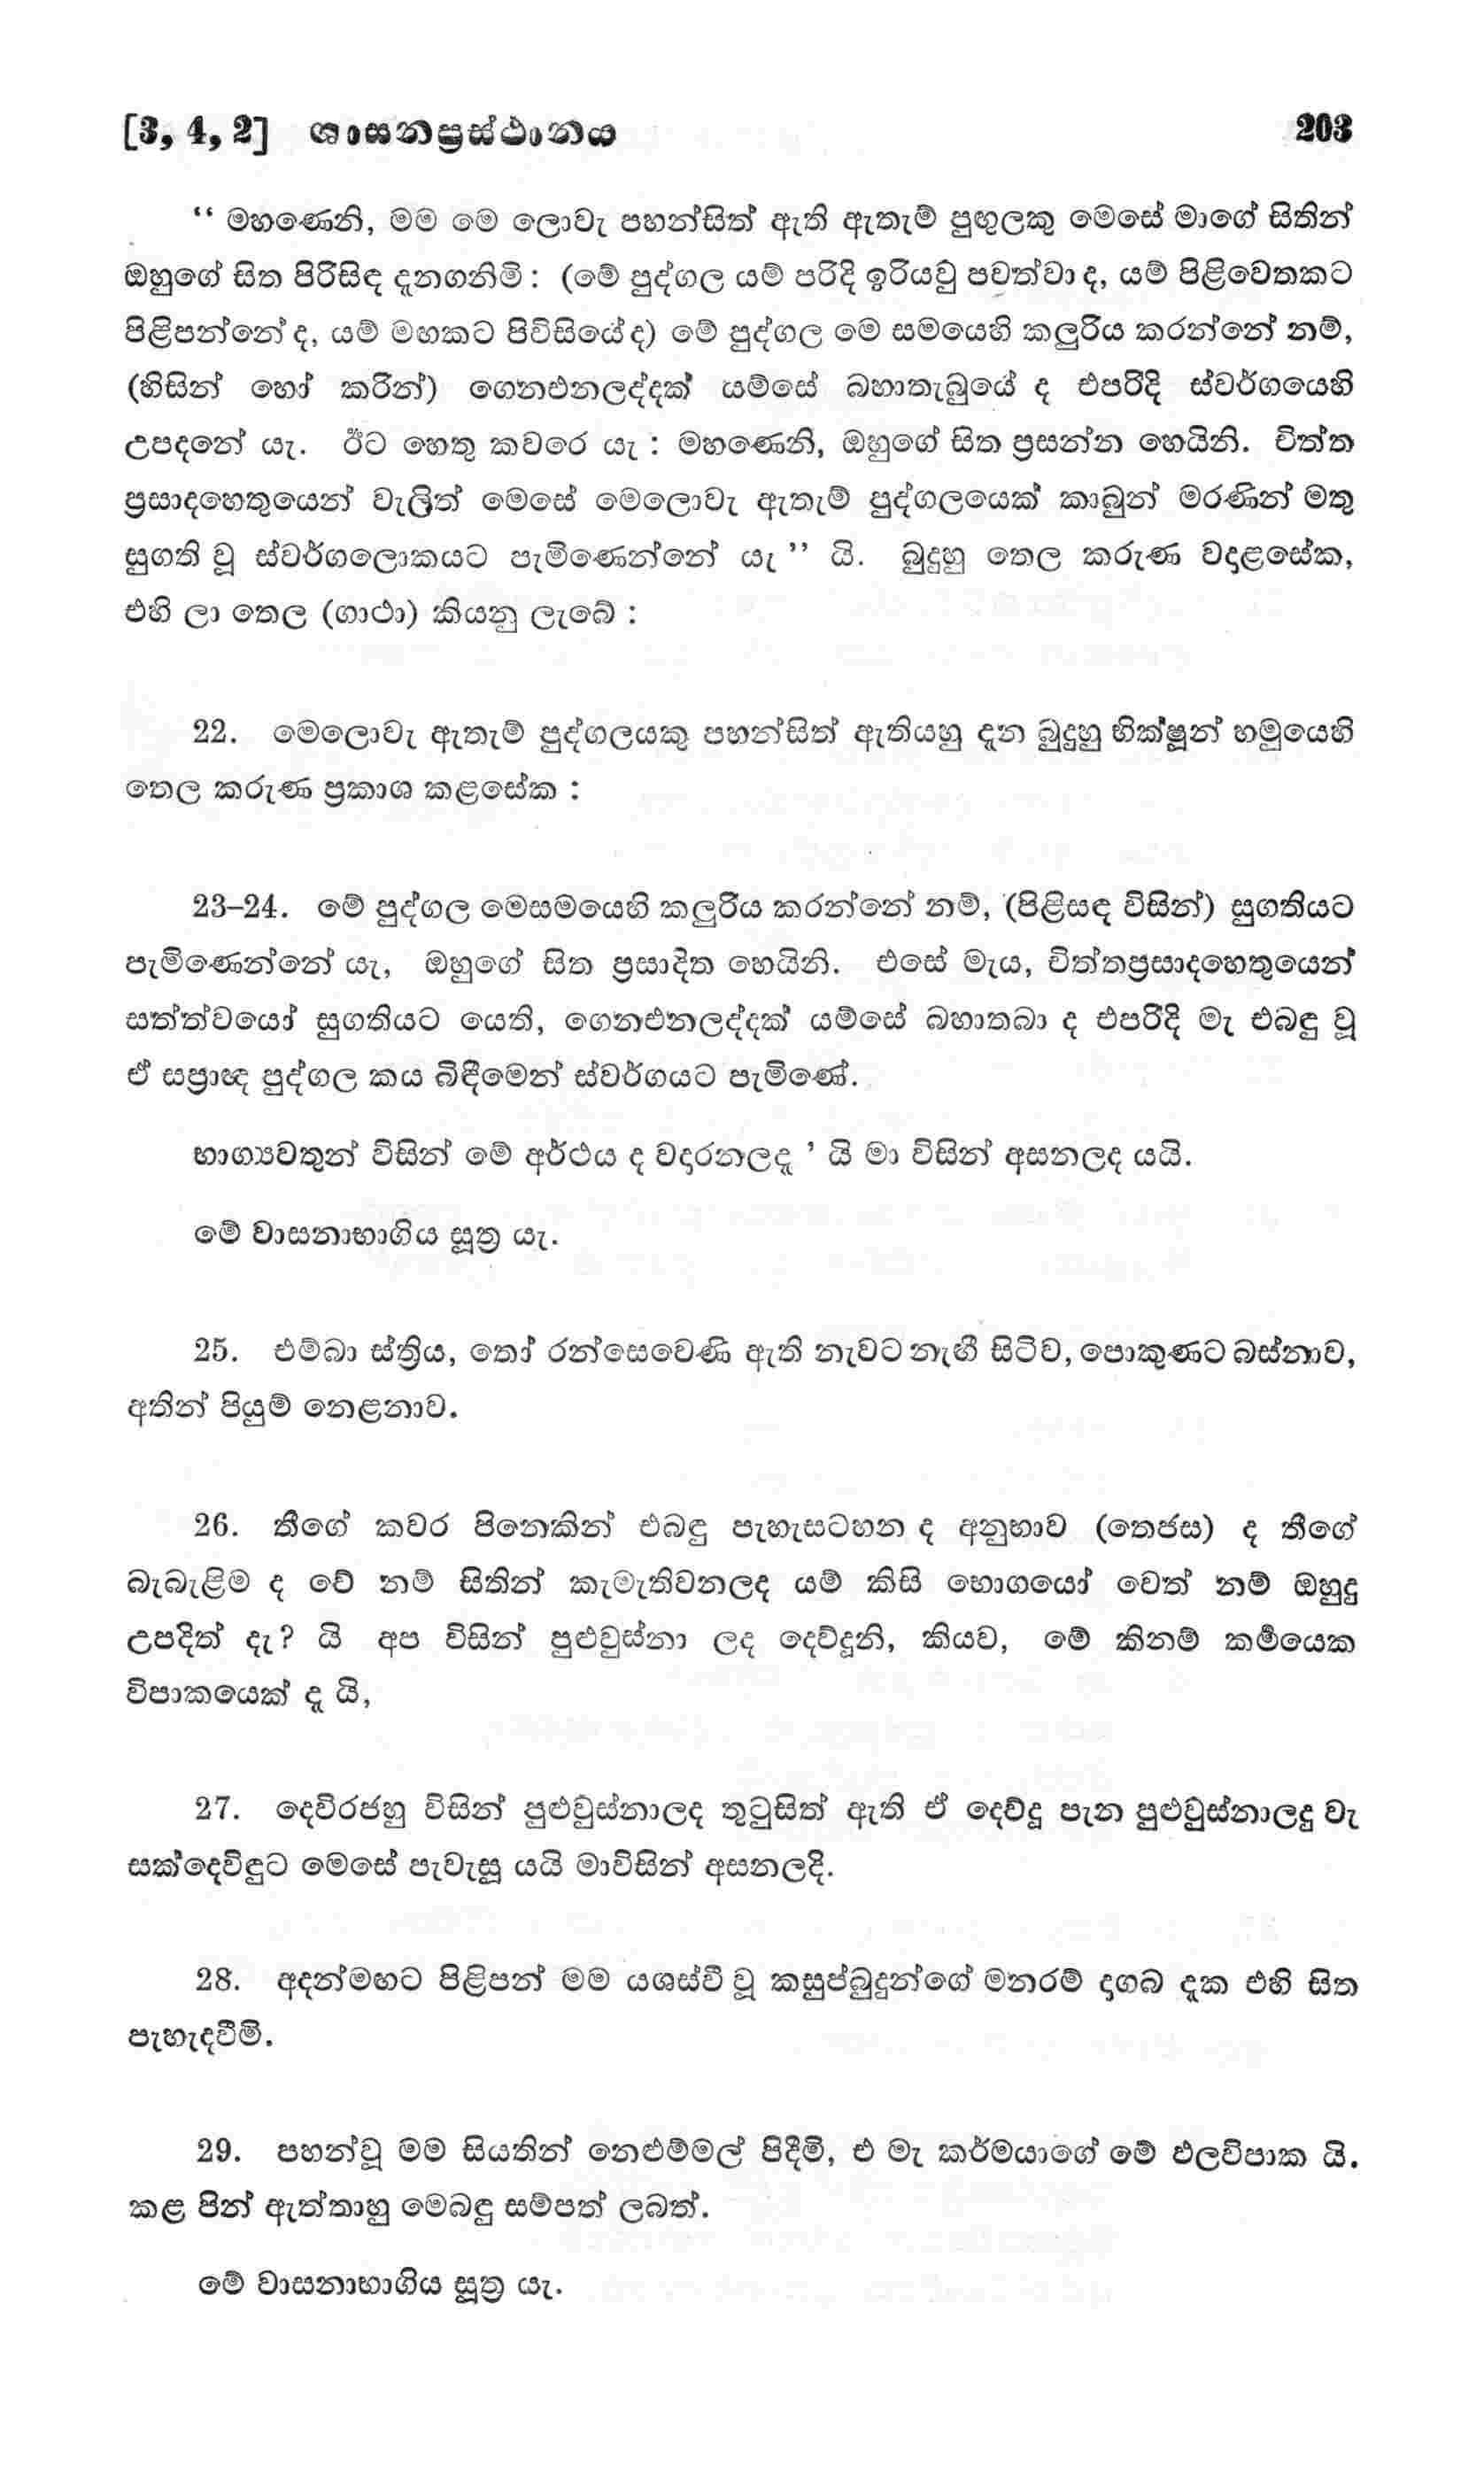 [3, 4, 2] ශාසනප්‍රස්ථානය 203
“ මහණෙනි, මම මෙ ලොවැ පහන්සිත් ඇති ඇතැම් පුඟුලකු මෙසේ මාගේ සිතින්
ඔහුගේ සිත පිරිසිඳ දැනගනිමි : (මේ පුද්ගල යම් පරිදි ඉරියවු පවත්වා ද, යම් පිළිවෙතකට
පිළිපන්නේ ද, යම් මඟකට පිවිසියේ ද) මේ පුද්ගල මෙ සමයෙහි කලුරිය කරන්නේ නම්,
(හිසින් හෝ කරින්) ගෙනඑනලද්දක් යම්සේ බහාතැබුයේ ද එපරිදි ස්වර්ගයෙහි
උපදනේ යැ. ඊට හෙතු කවරෙ යැ : මහණෙනි, ඔහුගේ සිත ප්‍රසන්න හෙයිනි. චිත්ත
ප්‍රසාදහෙතුයෙන් වැලිත් මෙසේ මෙලොවැ ඇතැම් පුද්ගලයෙක් කාබුන් මරණින් මතු
සුගති වූ ස්වර්ගලොකයට පැමිණෙන්නේ යැ ” යි. බුදුහු තෙල කරුණ වදාළසේක,
එහි ලා තෙල (ගාථා) කියනු ලැබේ :
22. මෙලොවැ ඇතැම් පුද්ගලයකු පහන්සිත් ඇතියහු දැන බුදුහු භික්ෂූන් හමුයෙහි
තෙල කරුණ ප්‍රකාශ කළසේක :
23–24. මේ පුද්ගල මෙසමයෙහි කලුරිය කරන්නේ නම්, (පිළිසඳ විසින්) සුගතියට
පැමිණෙන්නේ යැ, ඔහුගේ සිත ප්‍රසාදිත හෙයිනි. එසේ මැය, චිත්තප්‍රසාදහෙතුයෙන්
සත්ත්වයෝ සුගතියට යෙති, ගෙනඑනලද්දක් යම්සේ බහාතබා ද එපරිදි මැ එබඳු වූ
ඒ සප්‍රාඥ පුද්ගල කය බිඳීමෙන් ස්වර්ගයට පැමිණේ.
භාග්‍යවතුන් විසින් මේ අර්ථය ද වදාරනලදැ ’ යි මා විසින් අසනලද යයි.
මේ වාසනාභාගිය සූත්‍ර යැ.
25. එම්බා ස්ත්‍රිය, තෝ රන්සෙවෙණි ඇති නැවට නැඟී සිටිව, පොකුණට බස්නාව,
අතින් පියුම් නෙළනාව.
26. තීගේ කවර පිනෙකින් එබඳු පැහැසටහන ද අනුභාව (තෙජස) ද තීගේ
බැබැළිම ද වේ නම් සිතින් කැමැතිවනලද යම් කිසි භොගයෝ වෙත් නම් ඔහුදු
උපදිත් දැ? යි අප විසින් පුළුවුස්නා ලද දෙව්දූනි, කියව, මේ කිනම් කර්‍මයෙක
විපාකයෙක් දැ යි,
27. දෙව්රජහු විසින් පුළුවුස්නාලද තුටුසිත් ඇති ඒ දෙව්දූ පැන පුළුවුස්නාලදු වැ
සක්දෙව්ඳුට මෙසේ පැවැසූ යයි මාවිසින් අසනලදි.
28. අදන්මඟට පිළිපන් මම යශස්වී වූ කසුප්බුදුන්ගේ මනරම් දාගබ දැක එහි සිත
පැහැදවීමි.
29. පහන්වූ මම සියතින් නෙළුම්මල් පිදීමි, එ මැ කර්මයාගේ මේ ඵලවිපාක යි.
කළ පින් ඇත්තාහු මෙබඳු සම්පත් ලබත්.
මේ වාසනාභාගිය සූත්‍ර යැ.